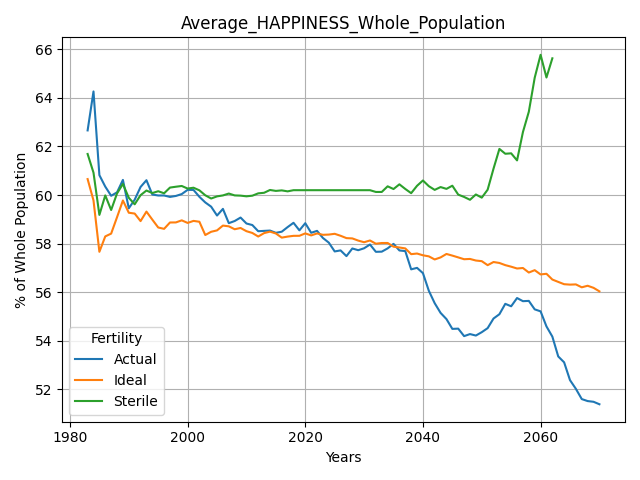 Average_HAPPINESS_Whole_Population
% of Whole Population
66
64
62
60
58
56
54
52
Fertility
Actual
Ideal
Sterile
1980
2000
2020
2040
2060
Years